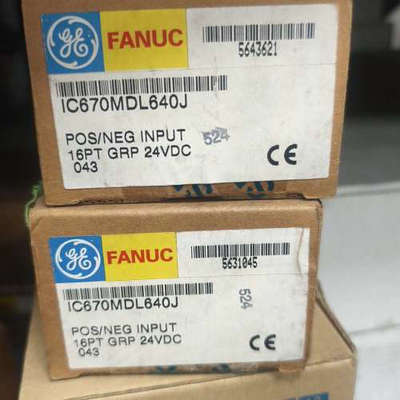 GE FANUC
5643621
IC670MDL640J
POS/NEG INPUT 524
16PT GRP 24VDC
043 CE
GE FANUC
5631045
IC670MDL640J
524
POS/NEG INPUT
16PT GRP 24VDC
043 CE